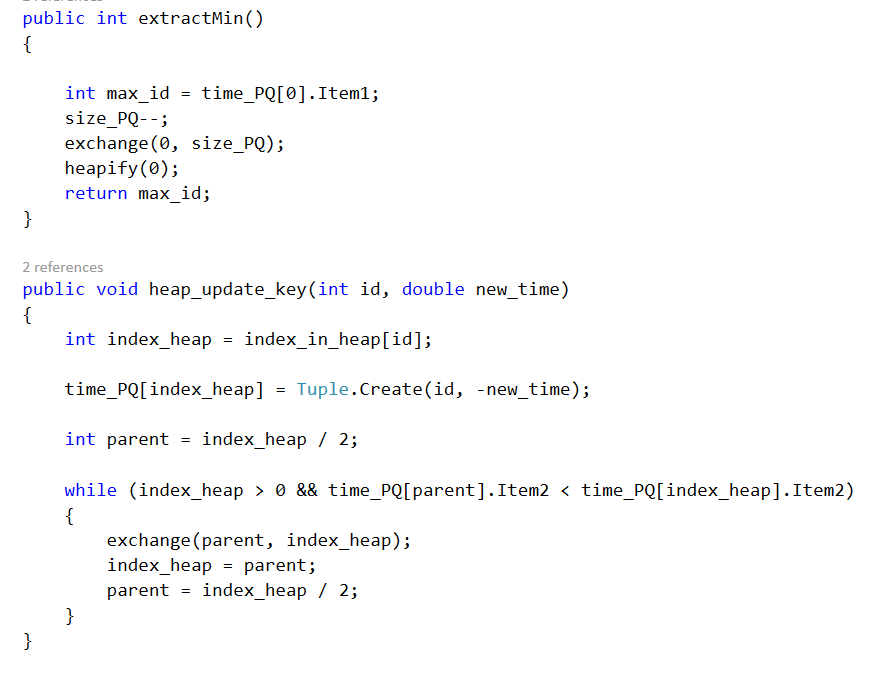 public int extractMin()
{
int max_id = time_PQ[0].Item1;
size_PQ--;
exchange(0, size_PQ);
heapify(0);
return max_id;
}
2 references
public void heap_update_key(int id, double new_time)
{
int index_heap = index_in_heap[id];
time_PQ[index_heap] = Tuple.Create(id, -new_time);
int parent = index_heap / 2;
while (index_heap > 0 && time_PQ[parent].Item2 < time_PQ[index_heap].Item2)
{
exchange(parent, index_heap);
index_heap = parent;
parent = index_heap / 2;
}
}